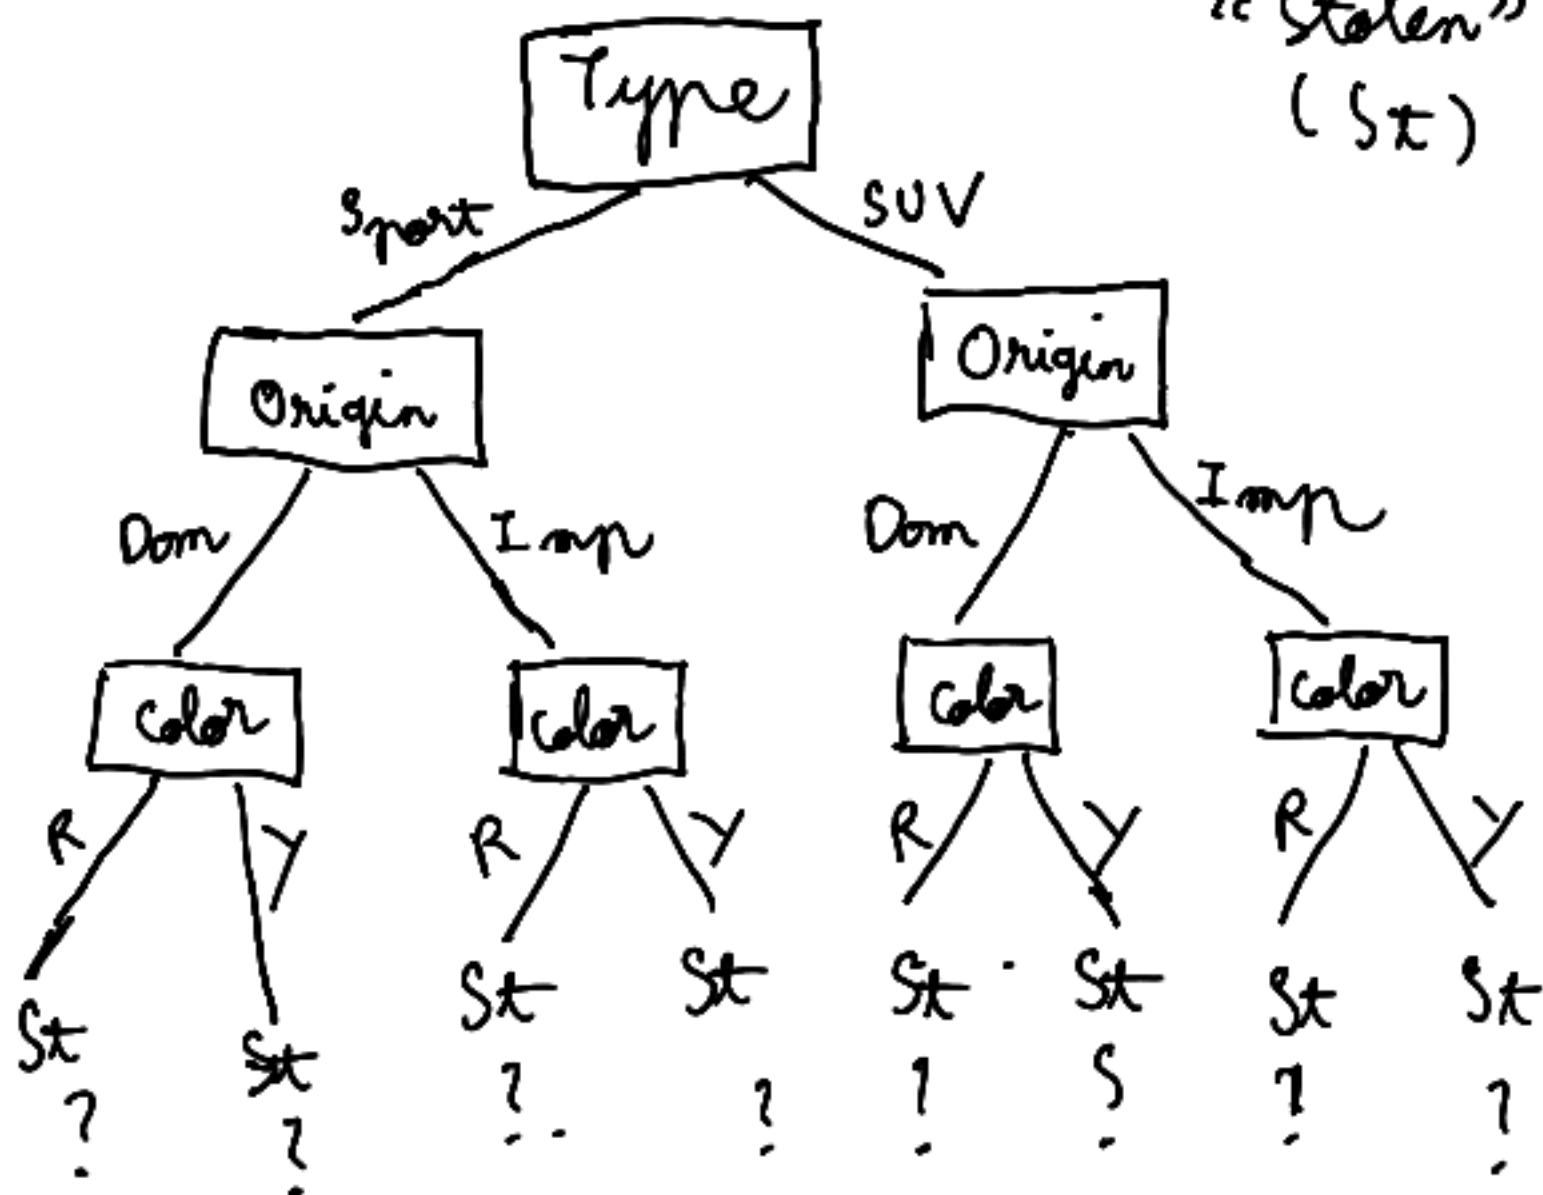 "Stolen"
(St)
Type
Sport SUV
Origin Origin
Dom Imp Dom Imp
Color Color Color Color
R Y R Y R Y R Y
St St St St St St St St
? ? ? ? ? ? ? ?